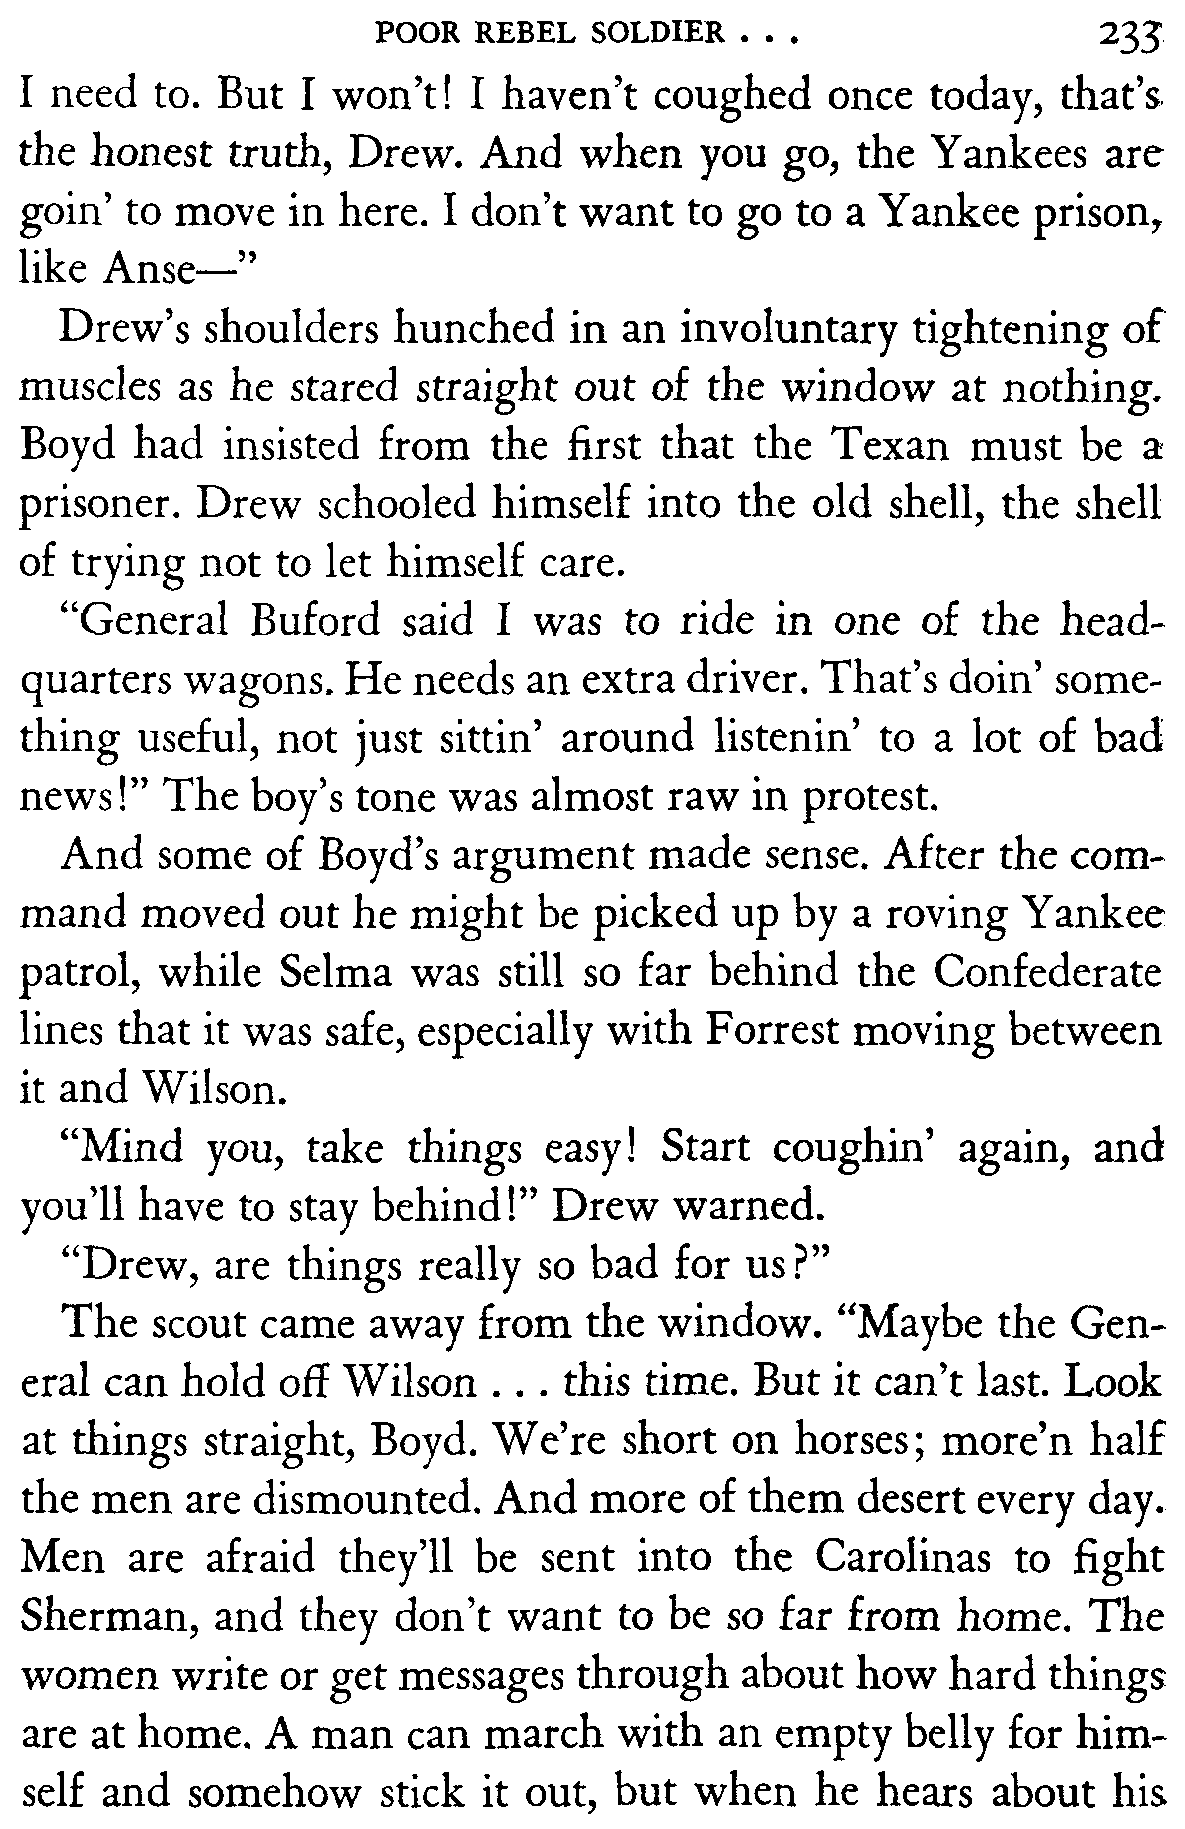 POOR REBEL SOLDIER . . . 233
I need to. But I won't! I haven't coughed once today, that's
the honest truth, Drew. And when you go, the Yankees are
goin' to move in here. I don't want to go to a Yankee prison,
like Anse—"
Drew's shoulders hunched in an involuntary tightening of
muscles as he stared straight out of the window at nothing.
Boyd had insisted from the first that the Texan must be a
prisoner. Drew schooled himself into the old shell, the shell
of trying not to let himself care.
"General Buford said I was to ride in one of the head-
quarters wagons. He needs an extra driver. That's doin' some-
thing useful, not just sittin' around listenin' to a lot of bad
news!" The boy's tone was almost raw in protest.
And some of Boyd's argument made sense. After the com-
mand moved out he might be picked up by a roving Yankee
patrol, while Selma was still so far behind the Confederate
lines that it was safe, especially with Forrest moving between
it and Wilson.
"Mind you, take things easy! Start coughin' again, and
you'll have to stay behind!" Drew warned.
"Drew, are things really so bad for us?"
The scout came away from the window. "Maybe the Gen-
eral can hold off Wilson . . . this time. But it can't last. Look
at things straight, Boyd. We're short on horses; more'n half
the men are dismounted. And more of them desert every day.
Men are afraid they'll be sent into the Carolinas to fight
Sherman, and they don't want to be so far from home. The
women write or get messages through about how hard things
are at home. A man can march with an empty belly for him-
self and somehow stick it out, but when he hears about his